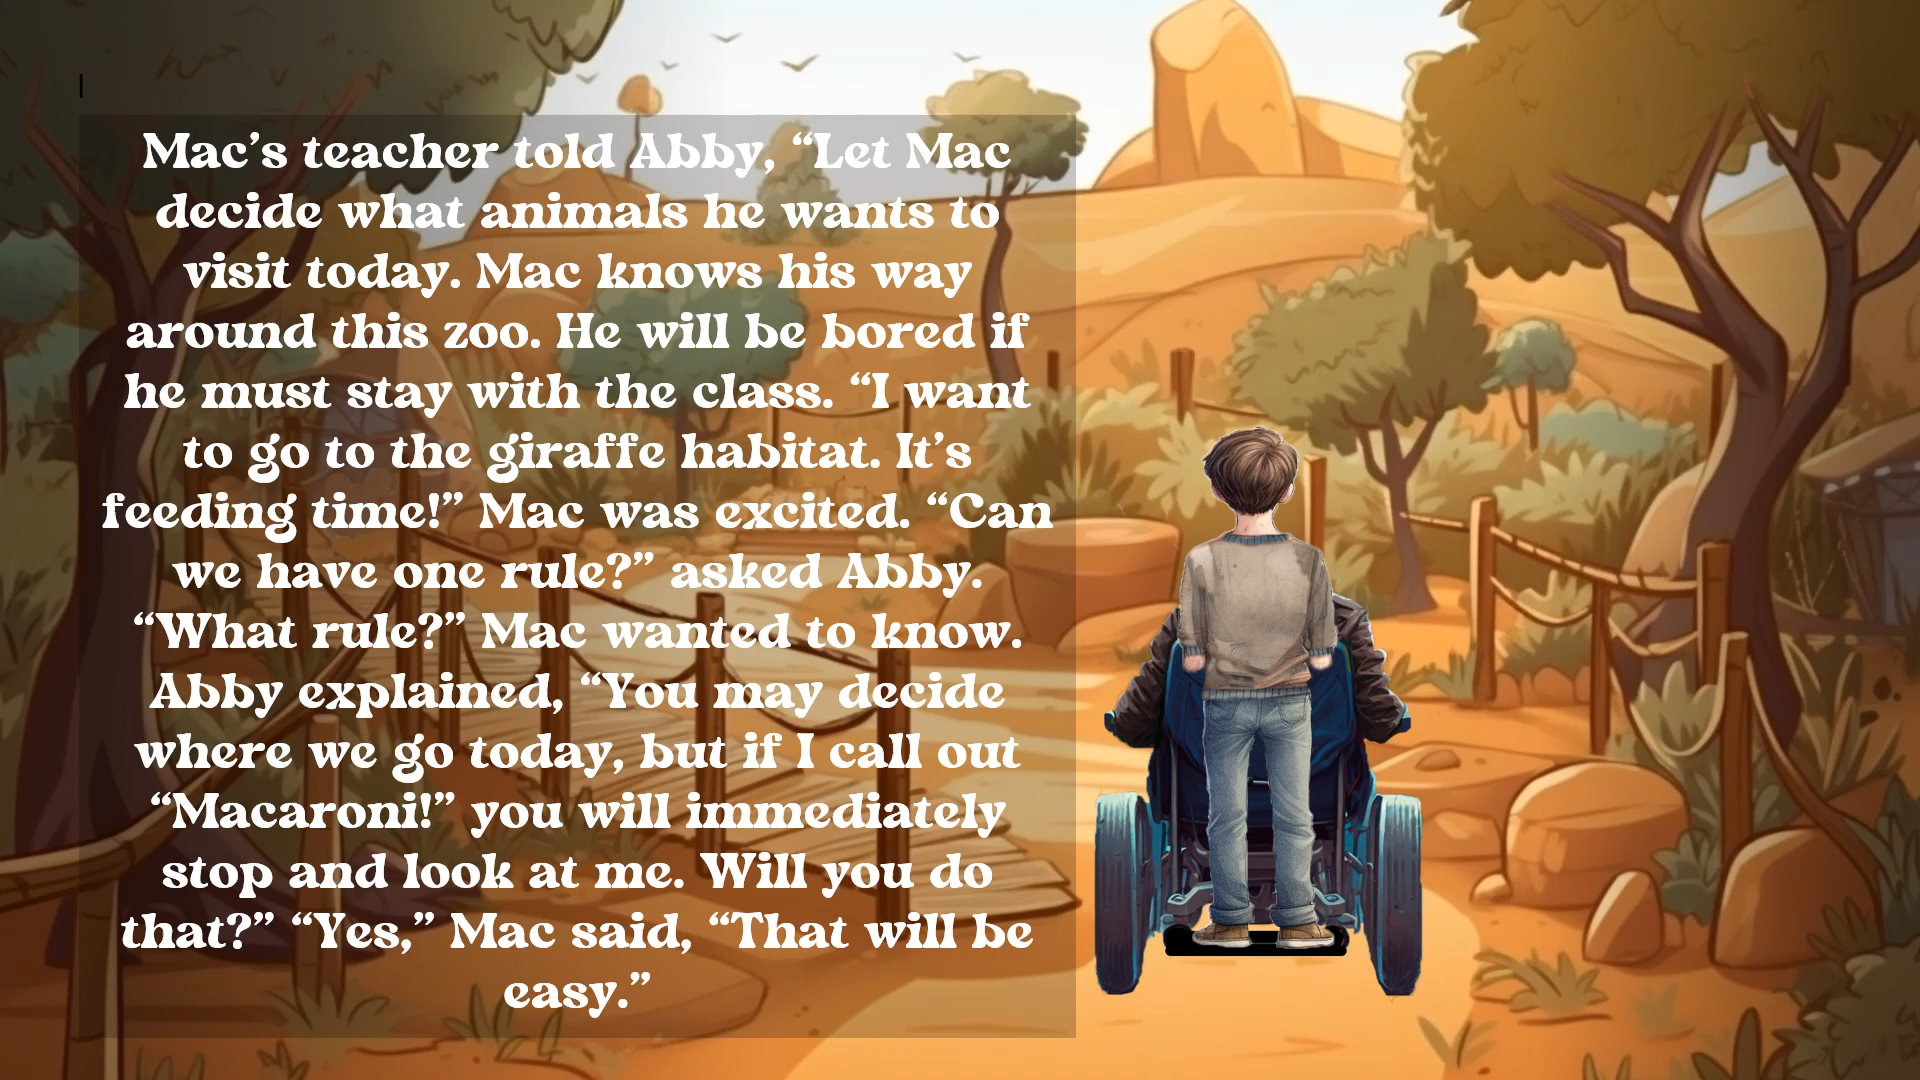 Mac’s teacher told Abby, “Let Mac
decide what animals he wants to
visit today. Mac knows his way
around this zoo. He will be bored if
he must stay with the class. “I want
to go to the giraffe habitat. It’s
feeding time!” Mac was excited. “Can
we have one rule?” asked Abby.
“What rule?” Mac wanted to know.
Abby explained, “You may decide
where we go today, but if I call out
“Macaroni!” you will immediately
stop and look at me. Will you do
that?” “Yes,” Mac said, “That will be
easy.”